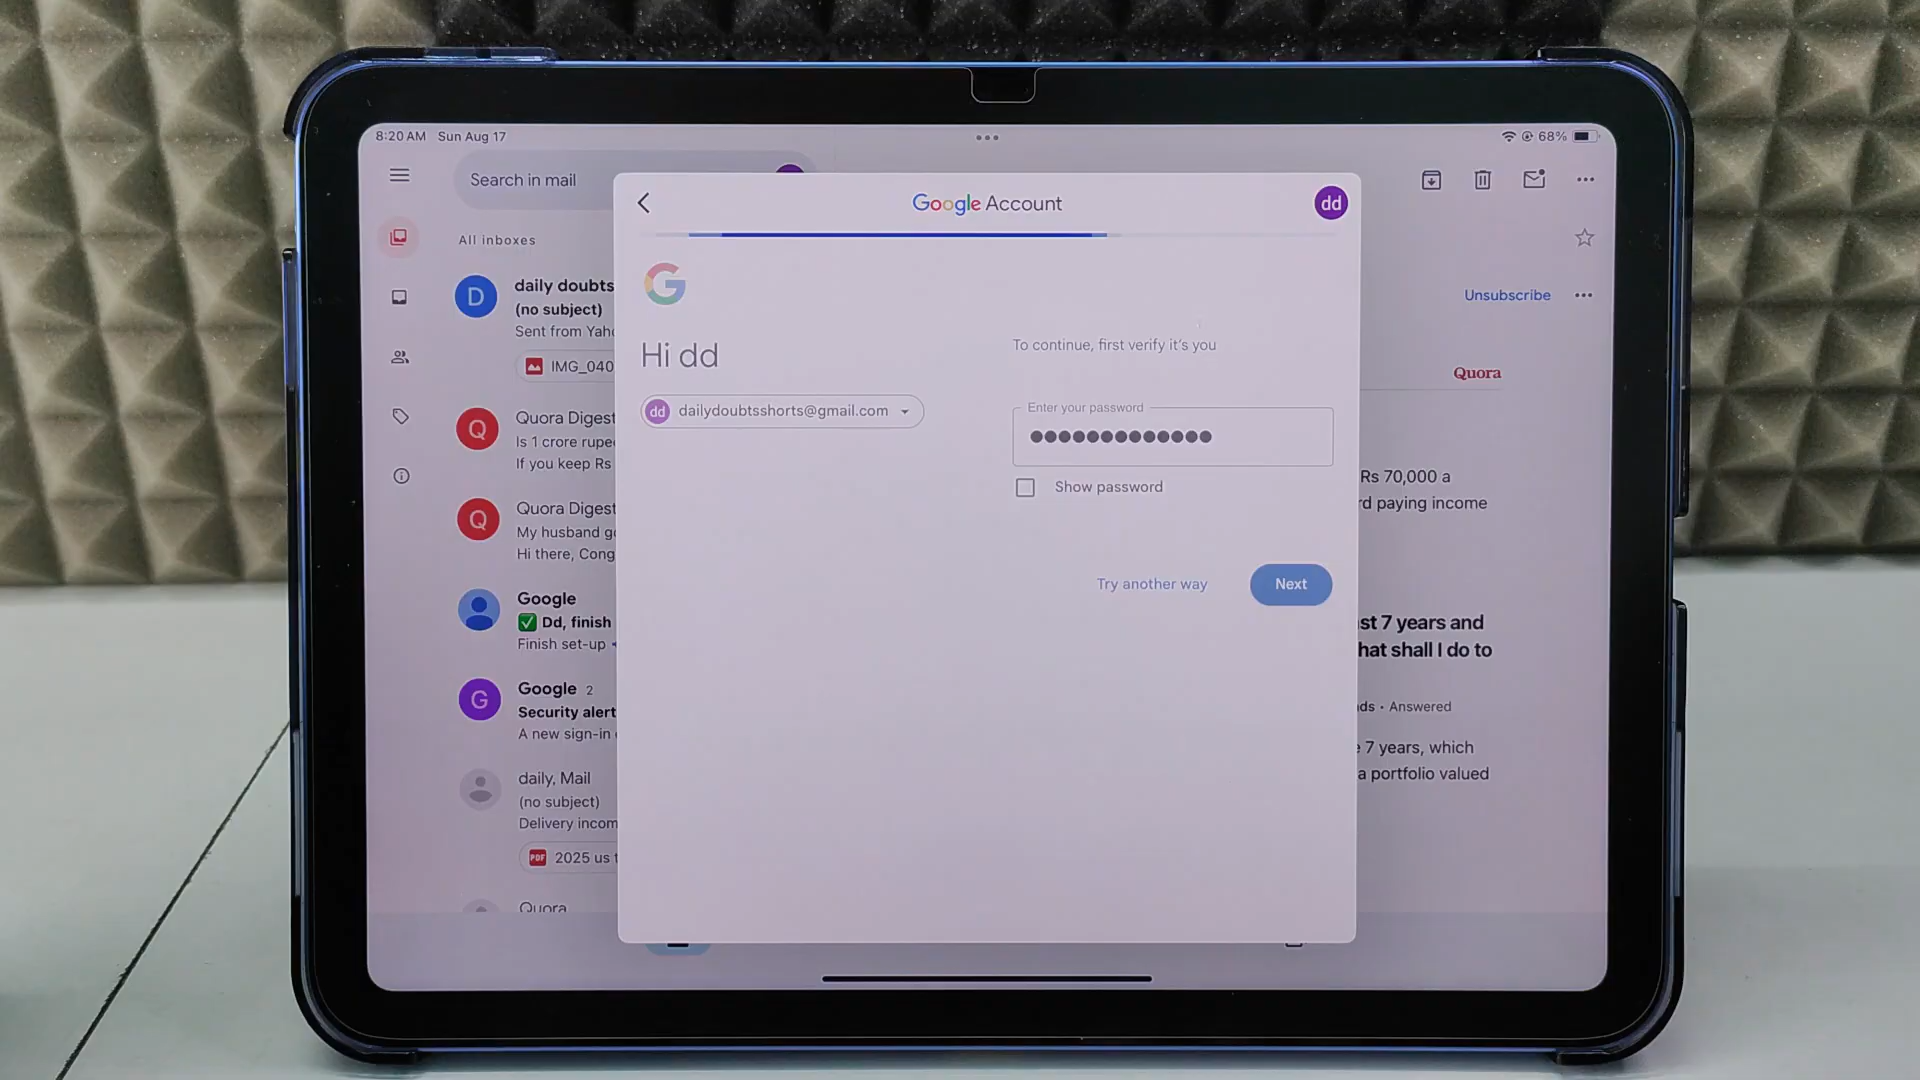 8:20 AM Sun Aug 17
68%
Search in mail
All inboxes
D
daily doubts
(no subject)
Sent from Yaho
IMG_040
Q
Quora Digest
Is 1 crore rupe
If you keep Rs
Q
Quora Digest
My husband go
Hi there, Cong
Google
Dd, finish
Finish set-up
G
Google 2
Security alert
A new sign-in
daily, Mail
(no subject)
Delivery incom
PDF 2025 us t
Quora
Google Account
dd
G
Hi dd
dd dailydoubtsshorts@gmail.com
To continue, first verify it's you
Enter your password
Show password
Try another way
Next
Unsubscribe
Quora
Rs 70,000 a
rd paying income
st 7 years and
hat shall I do to
ds · Answered
e 7 years, which
a portfolio valued